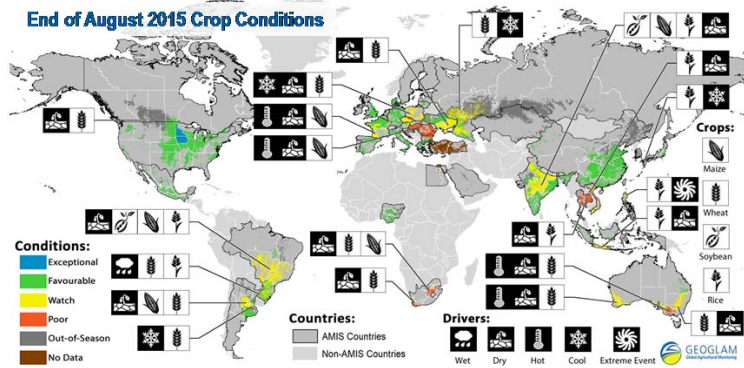 End of August 2015 Crop Conditions
Crops:
Maize
Wheat
Soybean
Rice
Conditions:
Exceptional
Favourable
Watch
Poor
Out-of-Season
No Data
Countries:
AMIS Countries
Non-AMIS Countries
Drivers:
Wet
Dry
Hot
Cool
Extreme Event
GEOGLAM
Global Agricultural Monitoring